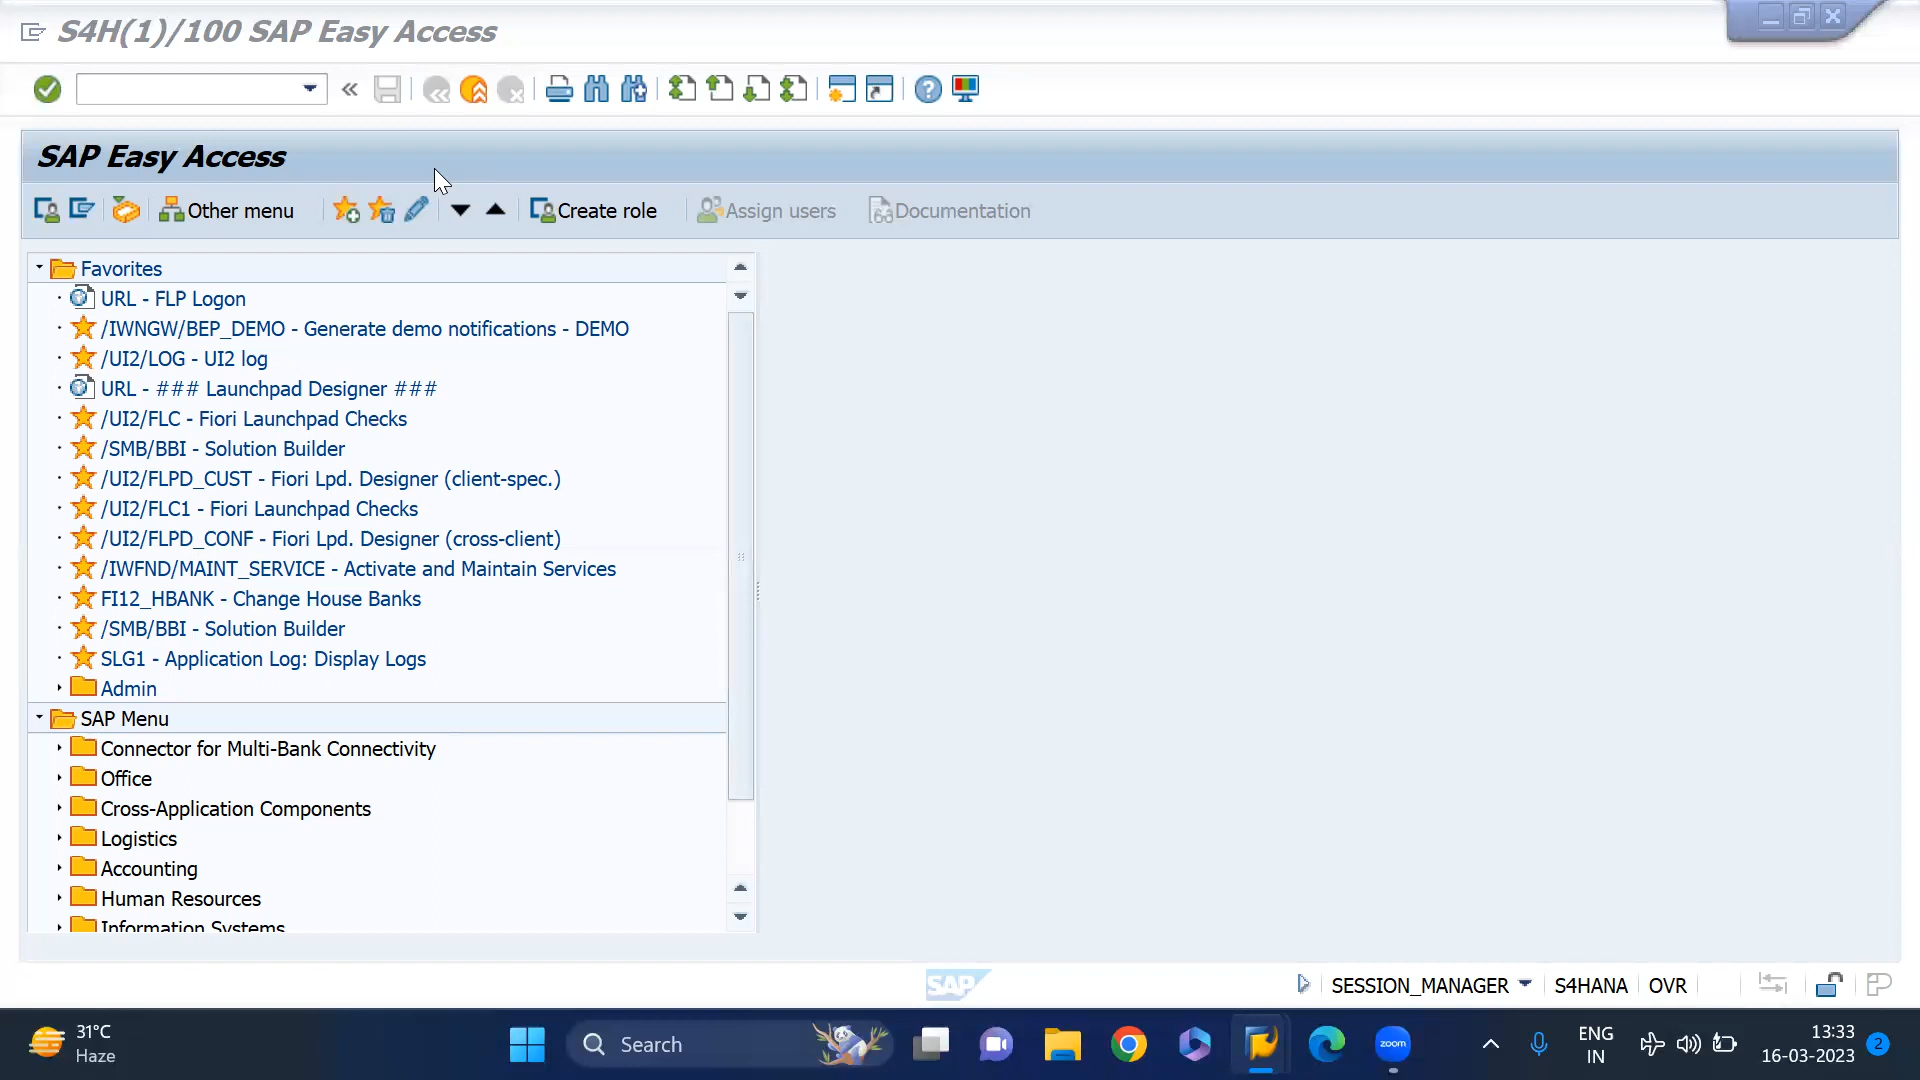 S4H(1)/100 SAP Easy Access
SAP Easy Access
Other menu
Create role
Assign users
Documentation
Favorites
URL - FLP Logon
/IWNGW/BEP_DEMO - Generate demo notifications - DEMO
/UI2/LOG - UI2 log
URL - ### Launchpad Designer ###
/UI2/FLC - Fiori Launchpad Checks
/SMB/BBI - Solution Builder
/UI2/FLPD_CUST - Fiori Lpd. Designer (client-spec.)
/UI2/FLC1 - Fiori Launchpad Checks
/UI2/FLPD_CONF - Fiori Lpd. Designer (cross-client)
/IWFND/MAINT_SERVICE - Activate and Maintain Services
FI12_HBANK - Change House Banks
/SMB/BBI - Solution Builder
SLG1 - Application Log: Display Logs
Admin
SAP Menu
Connector for Multi-Bank Connectivity
Office
Cross-Application Components
Logistics
Accounting
Human Resources
Information Systems
SAP
SESSION_MANAGER
S4HANA
OVR
31°C
Haze
Search
zoom
ENG
IN
13:33
16-03-2023
2